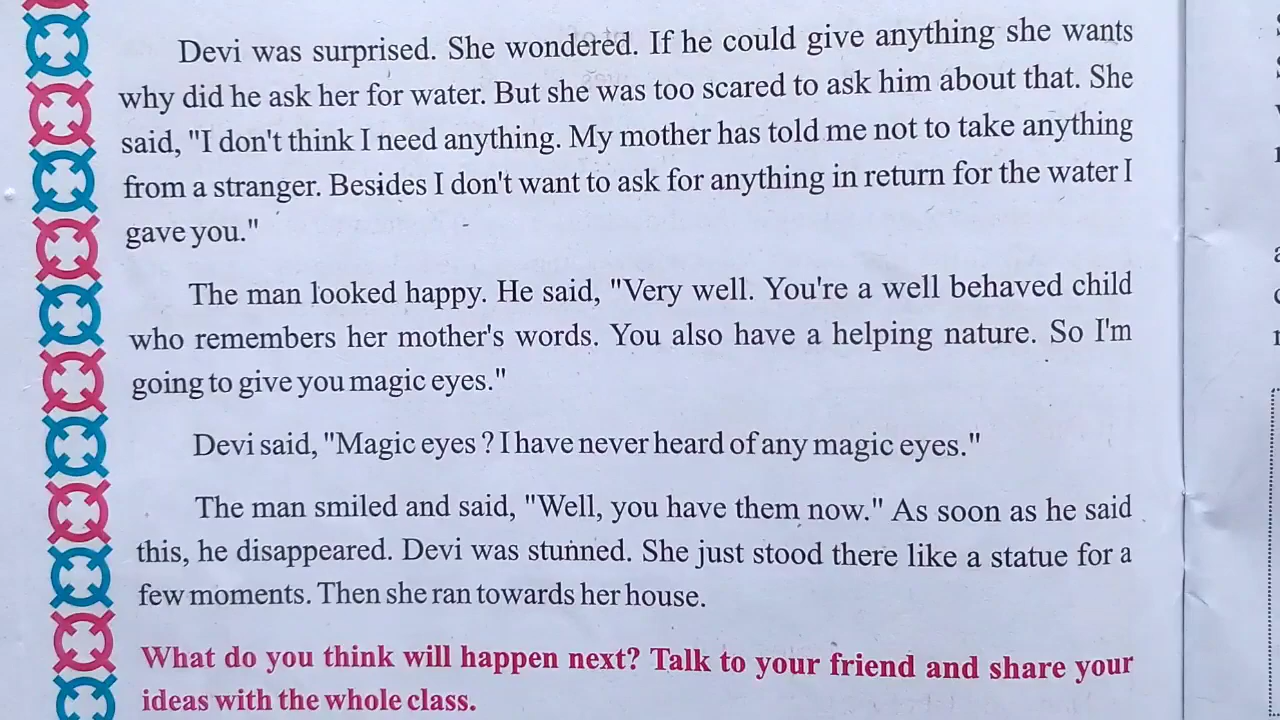 Devi was surprised. She wondered. If he could give anything she wants
why did he ask her for water. But she was too scared to ask him about that. She
said, "I don't think I need anything. My mother has told me not to take anything
from a stranger. Besides I don't want to ask for anything in return for the water I
gave you."
The man looked happy. He said, "Very well. You're a well behaved child
who remembers her mother's words. You also have a helping nature. So I'm
going to give you magic eyes."
Devi said, "Magic eyes ? I have never heard of any magic eyes."
The man smiled and said, "Well, you have them now." As soon as he said
this, he disappeared. Devi was stunned. She just stood there like a statue for a
few moments. Then she ran towards her house.
What do you think will happen next? Talk to your friend and share your
ideas with the whole class.